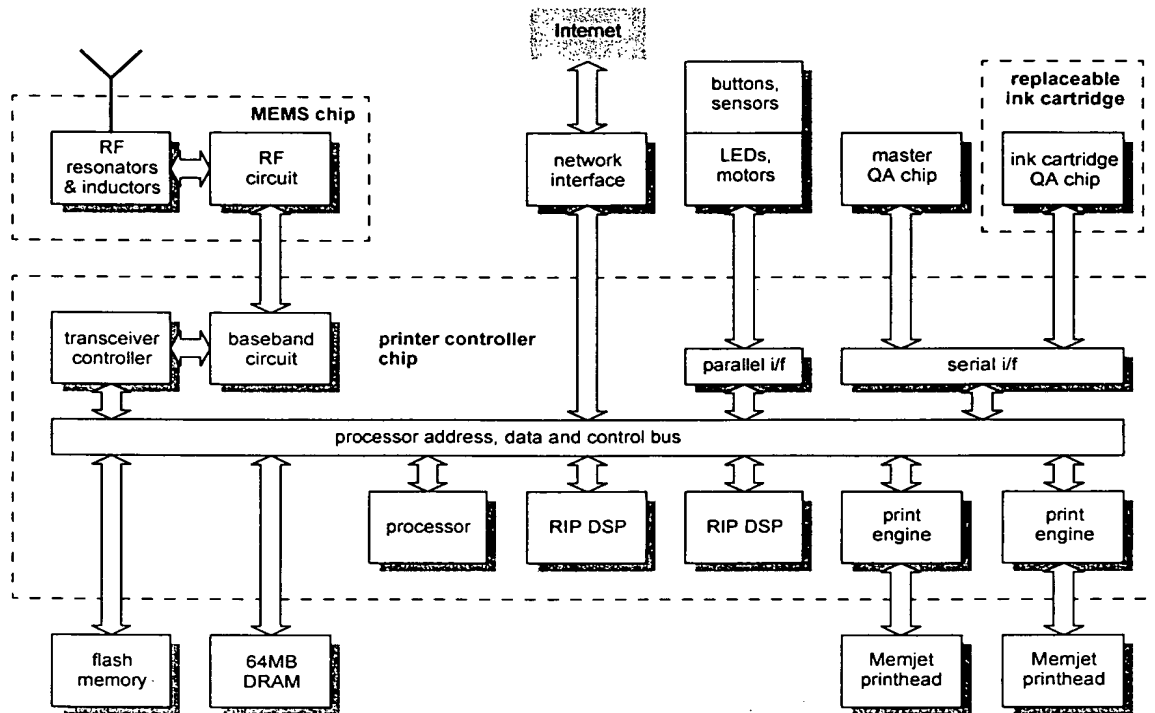 Internet
buttons,
sensors
replaceable
ink cartridge
MEMS chip
RF
resonators
& inductors
RF
circuit
network
interface
LEDs,
motors
master
QA chip
ink cartridge
QA chip
transceiver
controller
baseband
circuit
printer controller
chip
parallel i/f
serial i/f
processor address, data and control bus
processor
RIP DSP
RIP DSP
print
engine
print
engine
flash
memory
64MB
DRAM
Memjet
printhead
Memjet
printhead